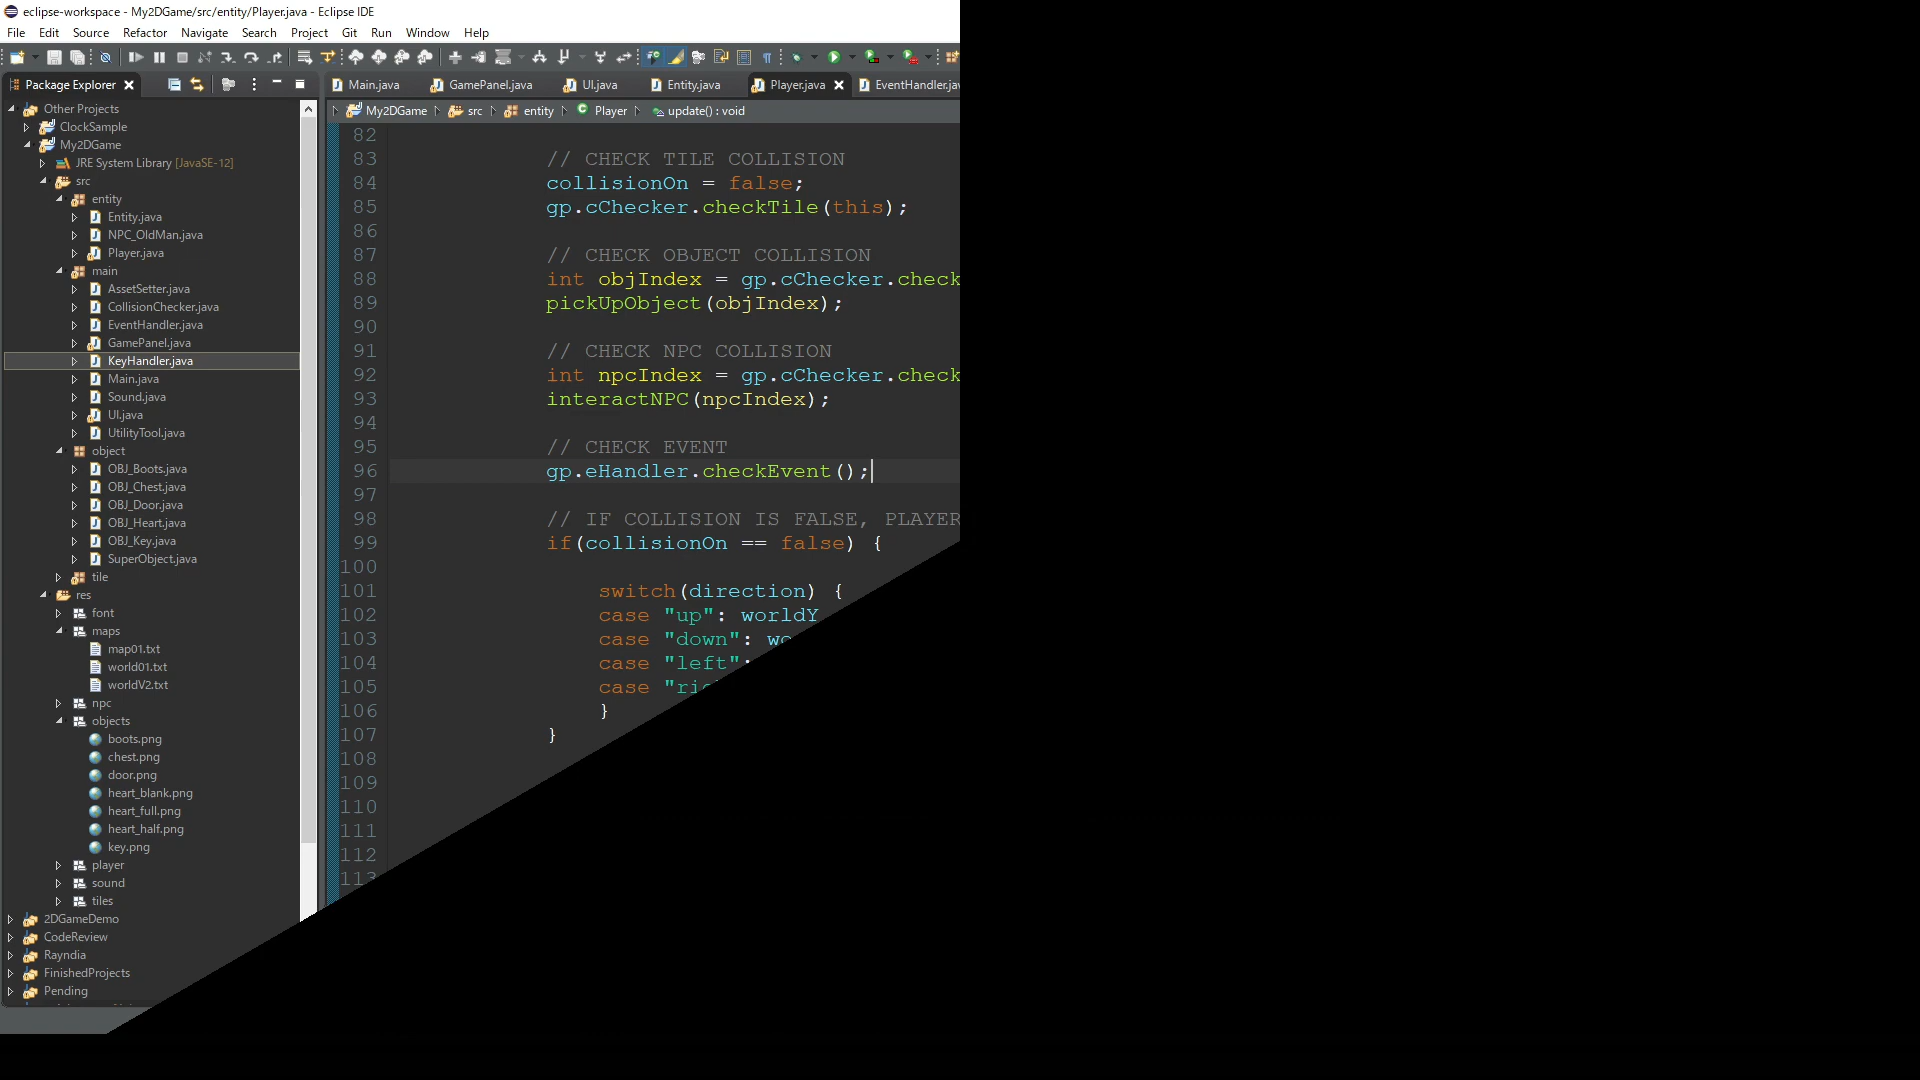 eclipse-workspace - My2DGame/src/entity/Player.java - Eclipse IDE
File Edit Source Refactor Navigate Search Project Git Run Window Help
Package Explorer
Other Projects
ClockSample
My2DGame
JRE System Library [JavaSE-12]
src
entity
Entity.java
NPC_OldMan.java
Player.java
main
AssetSetter.java
CollisionChecker.java
EventHandler.java
GamePanel.java
KeyHandler.java
Main.java
Sound.java
UI.java
UtilityTool.java
object
OBJ_Boots.java
OBJ_Chest.java
OBJ_Door.java
OBJ_Heart.java
OBJ_Key.java
SuperObject.java
tile
res
font
maps
map01.txt
world01.txt
worldV2.txt
npc
objects
boots.png
chest.png
door.png
heart_blank.png
heart_full.png
heart_half.png
key.png
player
sound
tiles
2DGameDemo
CodeReview
Rayndia
FinishedProjects
Pending
Main.java GamePanel.java UI.java Entity.java Player.java EventHandler.jav
My2DGame src entity Player update() : void
82
83 // CHECK TILE COLLISION
84 collisionOn = false;
85 gp.cChecker.checkTile(this);
86
87 // CHECK OBJECT COLLISION
88 int objIndex = gp.cChecker.check
89 pickUpObject(objIndex);
90
91 // CHECK NPC COLLISION
92 int npcIndex = gp.cChecker.check
93 interactNPC(npcIndex);
94
95 // CHECK EVENT
96 gp.eHandler.checkEvent();
97
98 // IF COLLISION IS FALSE, PLAYER
99 if(collisionOn == false) {
100
101 switch(direction) {
102 case "up": worldY
103 case "down": wo
104 case "left":
105 case "ri
106 }
107 }
108
109
110
111
112
113